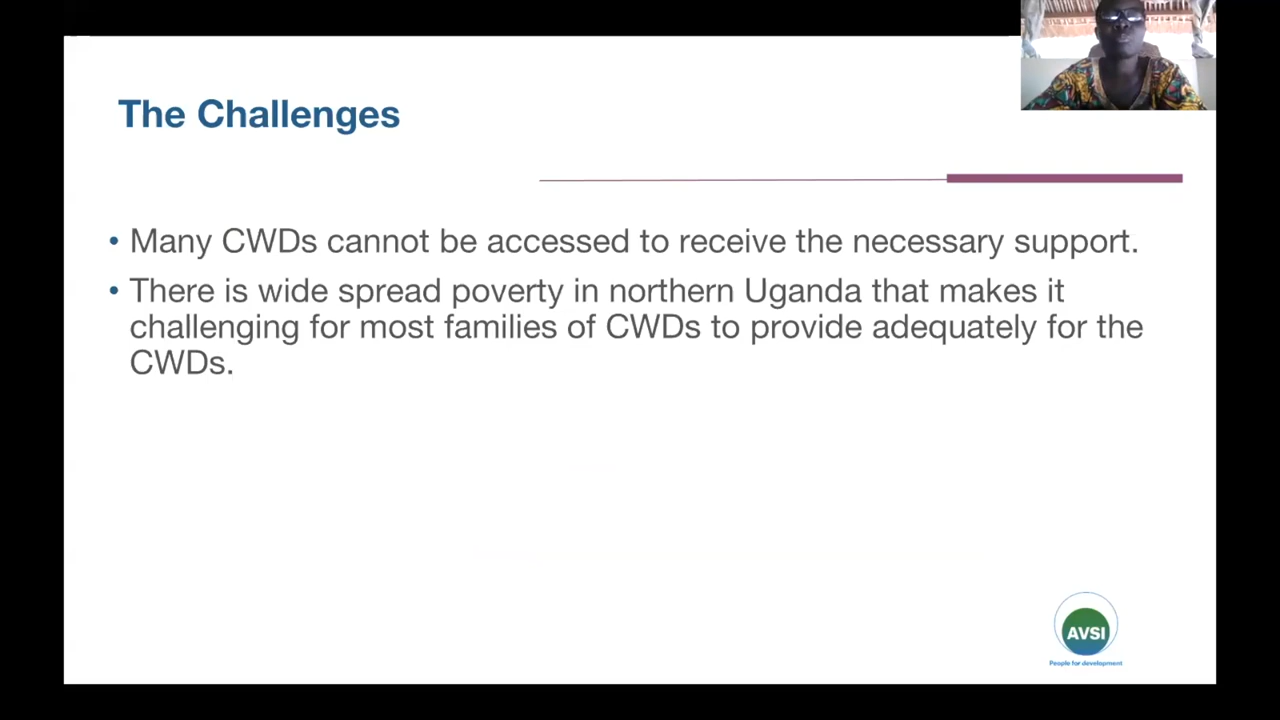 The Challenges
• Many CWDs cannot be accessed to receive the necessary support.
• There is wide spread poverty in northern Uganda that makes it
challenging for most families of CWDs to provide adequately for the
CWDs.
AVSI
People for development